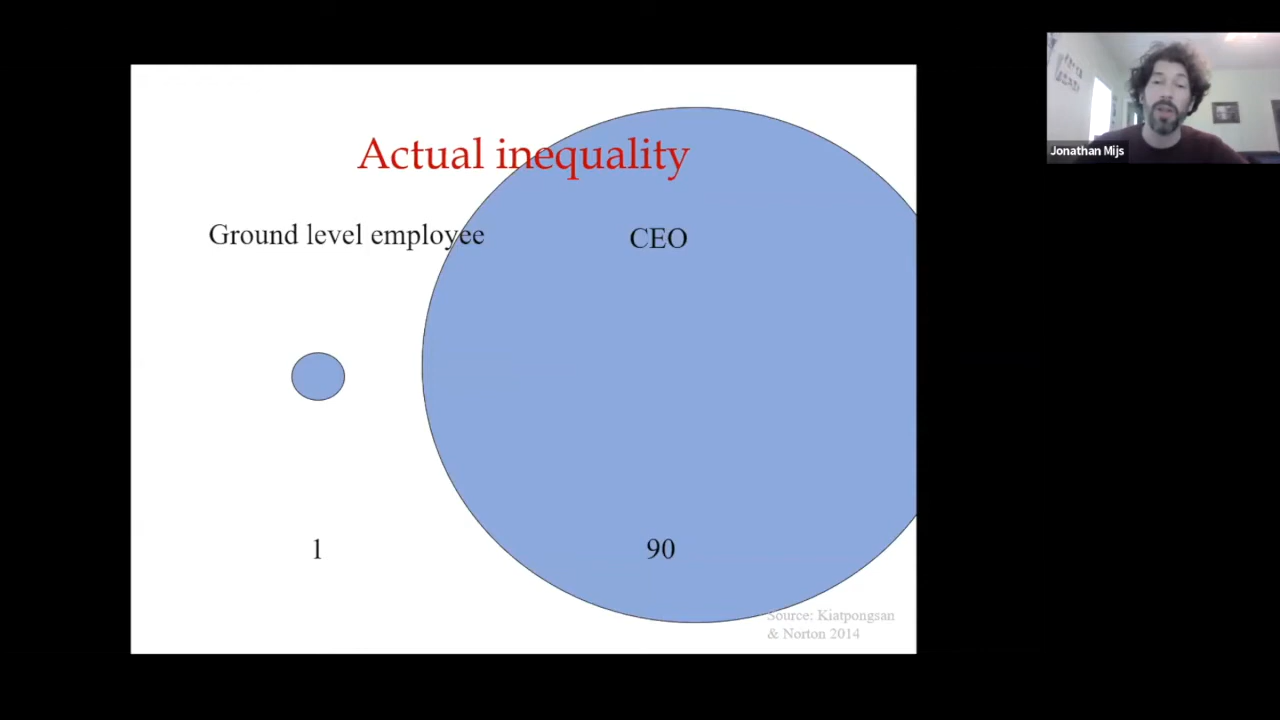 Actual inequality
Ground level employee
CEO
1
90
Source: Kiatpongsan
& Norton 2014
Jonathan Mijs